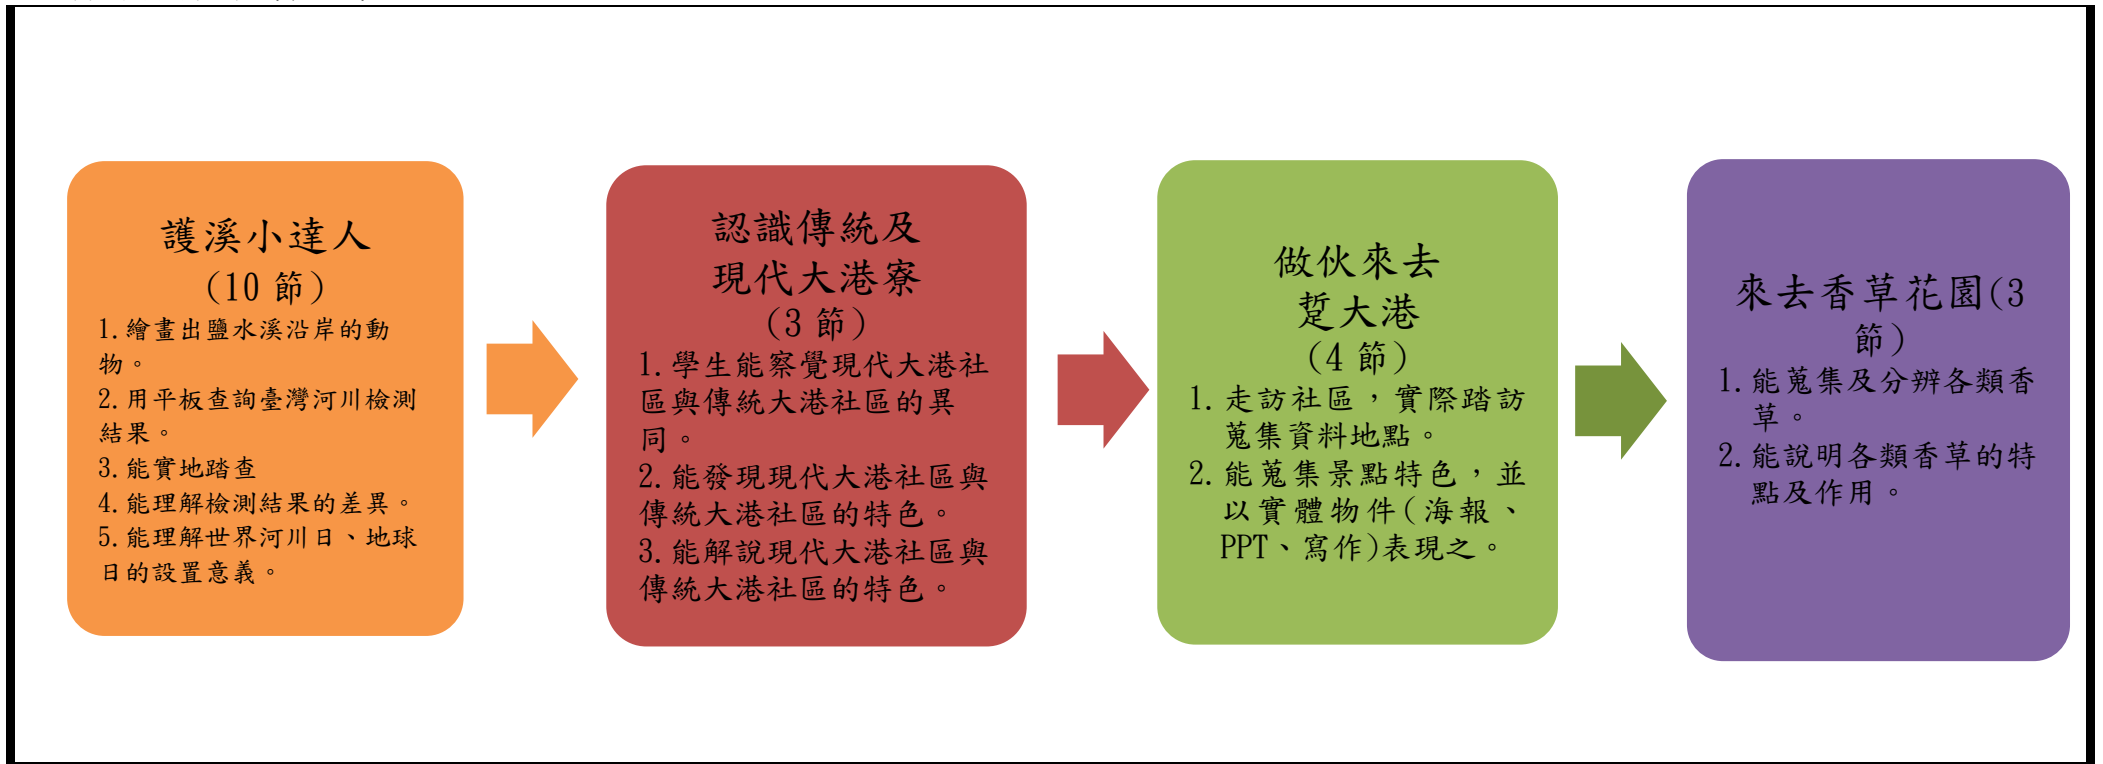 護溪小達人
(10 節)
1.繪畫出鹽水溪沿岸的動
物。
2.用平板查詢臺灣河川檢測
結果。
3.能實地踏查
4.能理解檢測結果的差異。
5.能理解世界河川日、地球
日的設置意義。
認識傳統及
現代大港寮
(3 節)
1.學生能察覺現代大港社
區與傳統大港社區的異
同。
2.能發現現代大港社區與
傳統大港社區的特色。
3.能解說現代大港社區與
傳統大港社區的特色。
做伙來去
踅大港
(4 節)
1.走訪社區，實際踏訪
蒐集資料地點。
2.能蒐集景點特色，並
以實體物件(海報、
PPT、寫作)表現之。
來去香草花園(3
節)
1.能蒐集及分辨各類香
草。
2.能說明各類香草的特
點及作用。